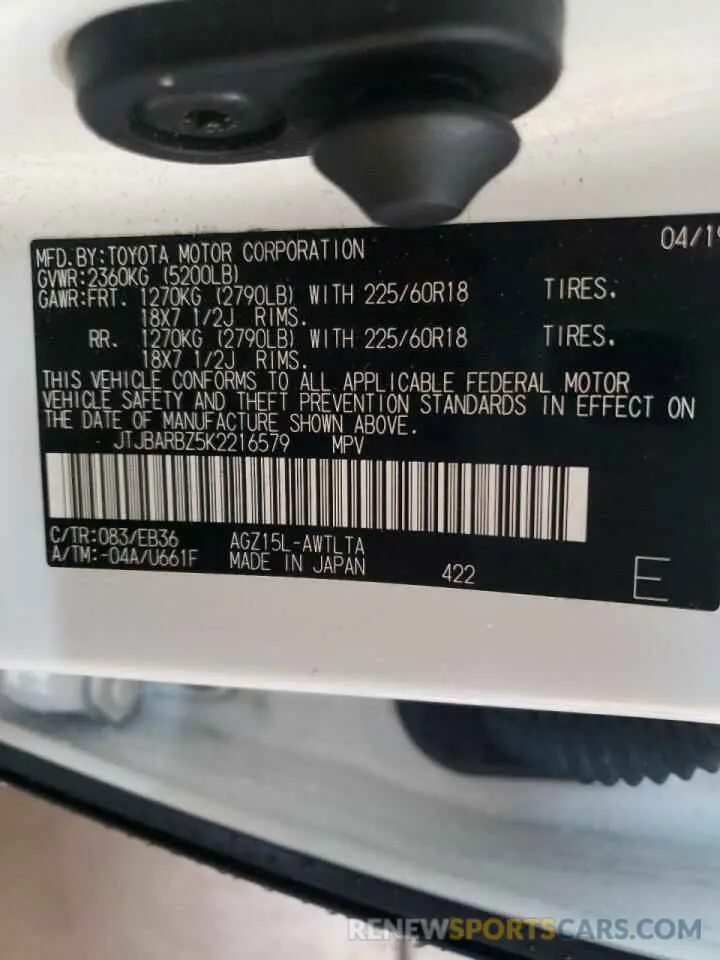 04/19
MFD.BY:TOYOTA MOTOR CORPORATION
GVWR:2360KG (5200LB)
GAWR:FRT. 1270KG (2790LB) WITH 225/60R18 TIRES.
18X7 1/2J RIMS.
RR. 1270KG (2790LB) WITH 225/60R18 TIRES.
18X7 1/2J RIMS.
THIS VEHICLE CONFORMS TO ALL APPLICABLE FEDERAL MOTOR
VEHICLE SAFETY AND THEFT PREVENTION STANDARDS IN EFFECT ON
THE DATE OF MANUFACTURE SHOWN ABOVE.
JTJBARBZ5K2216579 MPV
C/TR:083/EB36 AGZ15L-AWTLTA
A/TM:-04A/U661F MADE IN JAPAN 422 E
RENEWSPORTSCARS.COM